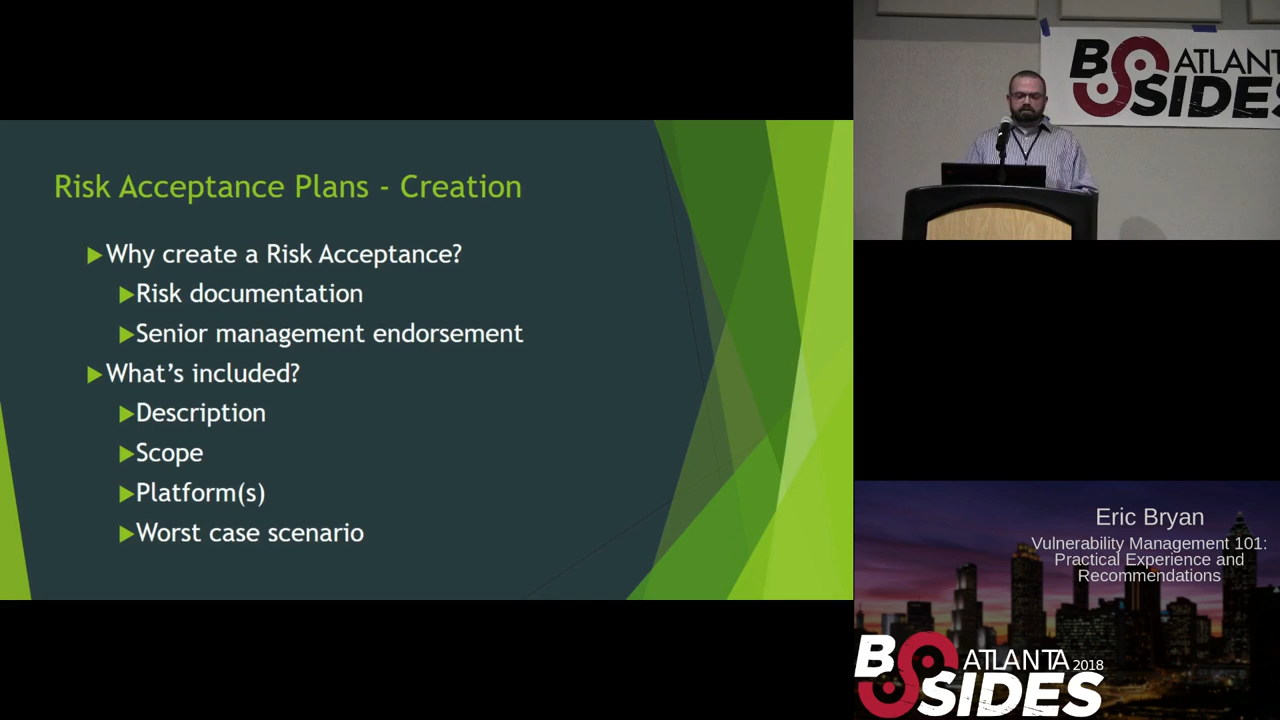 Risk Acceptance Plans - Creation
Why create a Risk Acceptance?
Risk documentation
Senior management endorsement
What's included?
Description
Scope
Platform(s)
Worst case scenario
BSIDES ATLANT
Eric Bryan
Vulnerability Management 101:
Practical Experience and
Recommendations
BSIDES ATLANTA 2018